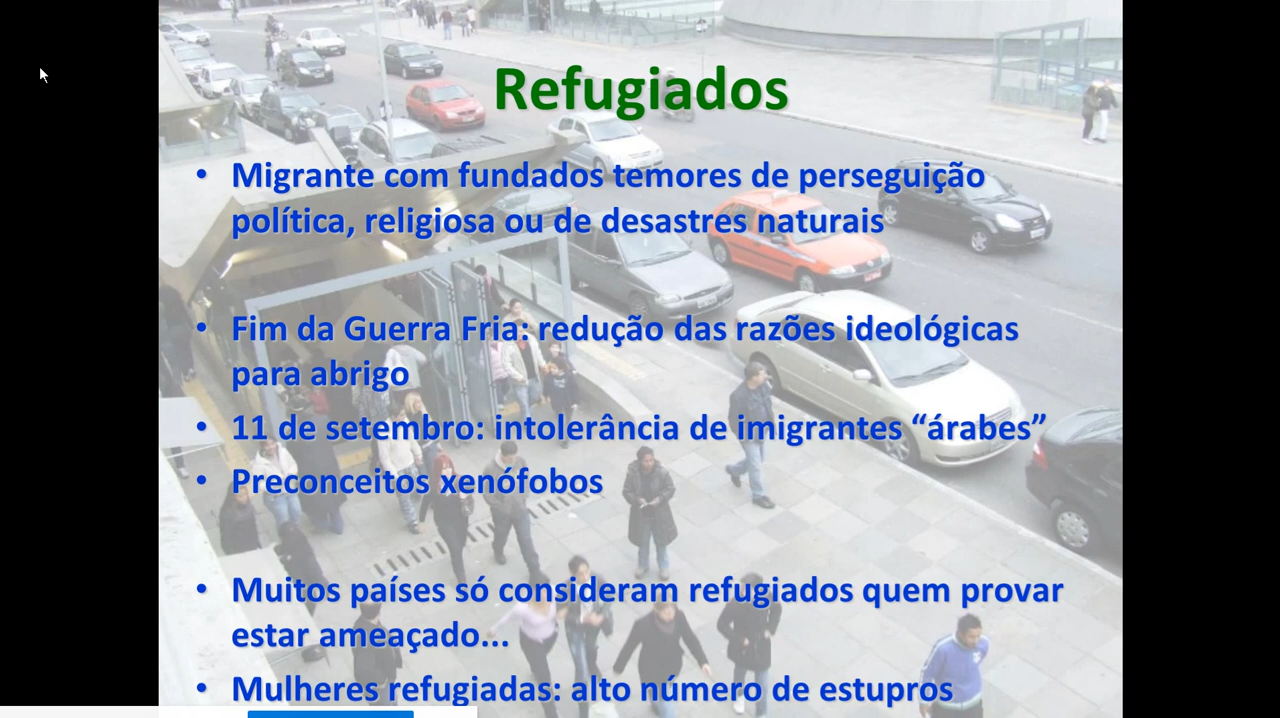 Refugiados
• Migrante com fundados temores de perseguição
política, religiosa ou de desastres naturais
• Fim da Guerra Fria: redução das razões ideológicas
para abrigo
• 11 de setembro: intolerância de imigrantes “árabes”
• Preconceitos xenófobos
• Muitos países só consideram refugiados quem provar
estar ameaçado...
• Mulheres refugiadas: alto número de estupros